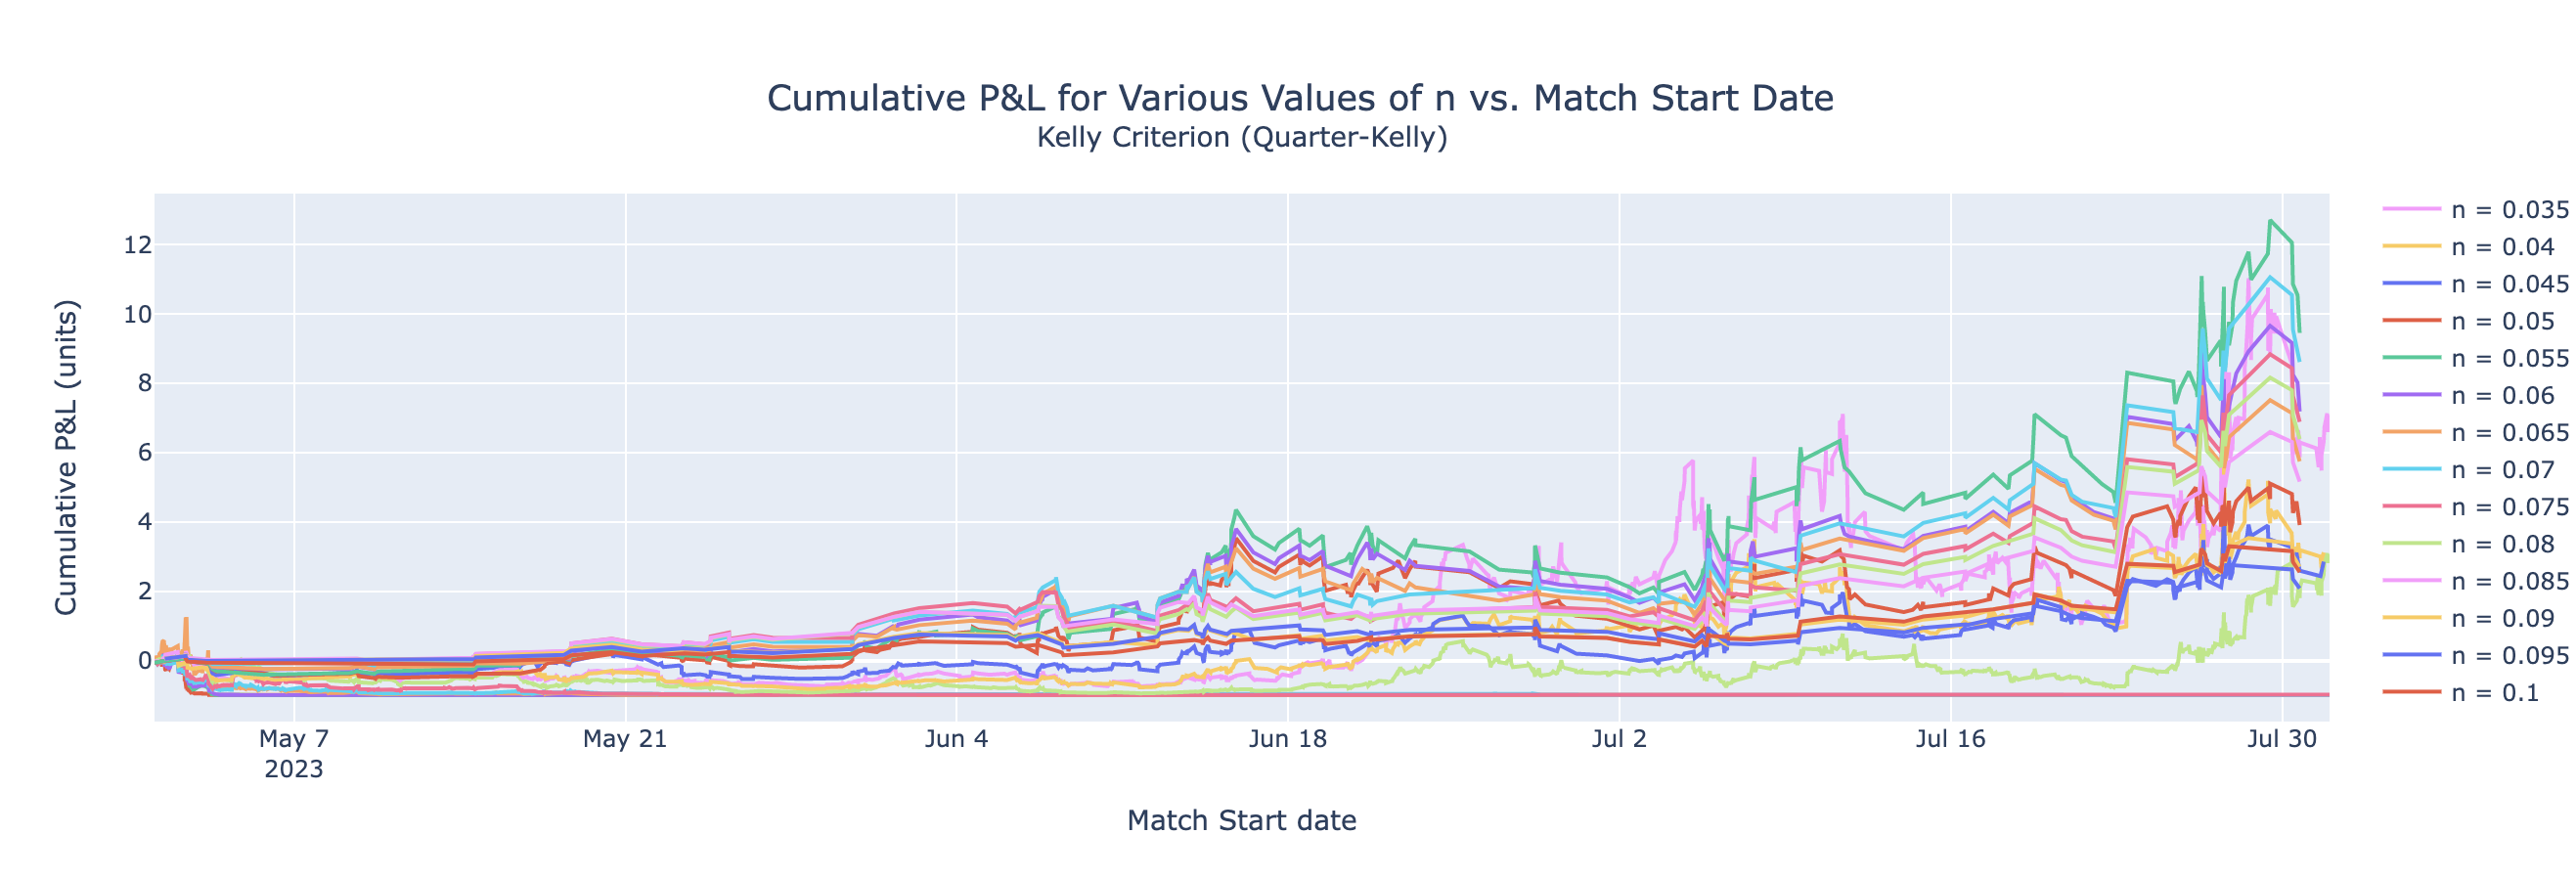 Cumulative P&L for Various Values of n vs. Match Start Date
Kelly Criterion (Quarter-Kelly)
Cumulative P&L (units)
12
10
8
6
4
2
0
May 7
2023
May 21
Jun 4
Jun 18
Jul 2
Jul 16
Jul 30
Match Start date
n = 0.035
n = 0.04
n = 0.045
n = 0.05
n = 0.055
n = 0.06
n = 0.065
n = 0.07
n = 0.075
n = 0.08
n = 0.085
n = 0.09
n = 0.095
n = 0.1